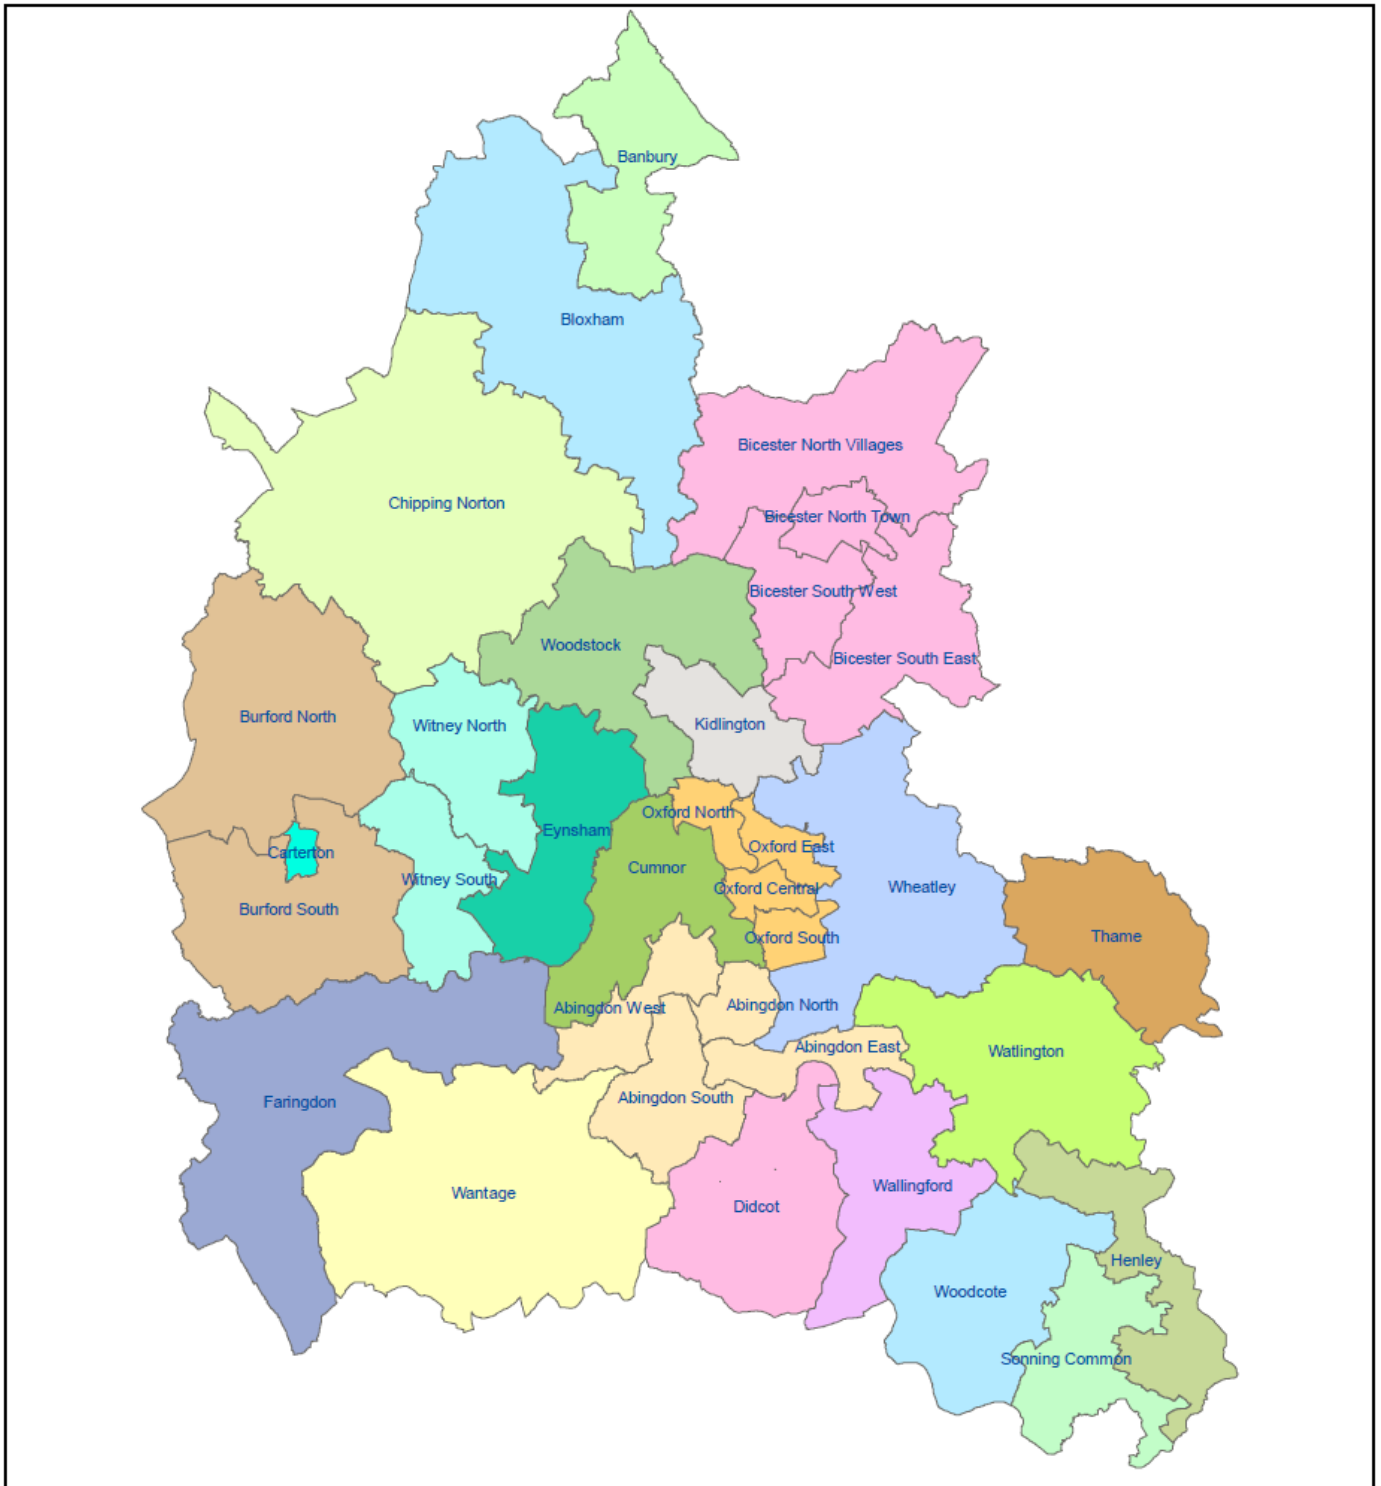 Banbury
Bloxham
Bicester North Villages
Chipping Norton
Bicester North Town
Bicester South West
Woodstock
Bicester South East
Burford North
Witney North
Kidlington
Oxford North
Eynsham
Oxford East
Carterton
Cumnor
Witney South
Oxford Central
Wheatley
Burford South
Oxford South
Thame
Abingdon West
Abingdon North
Abingdon East
Watlington
Faringdon
Abingdon South
Wantage
Didcot
Wallingford
Henley
Woodcote
Sonning Common